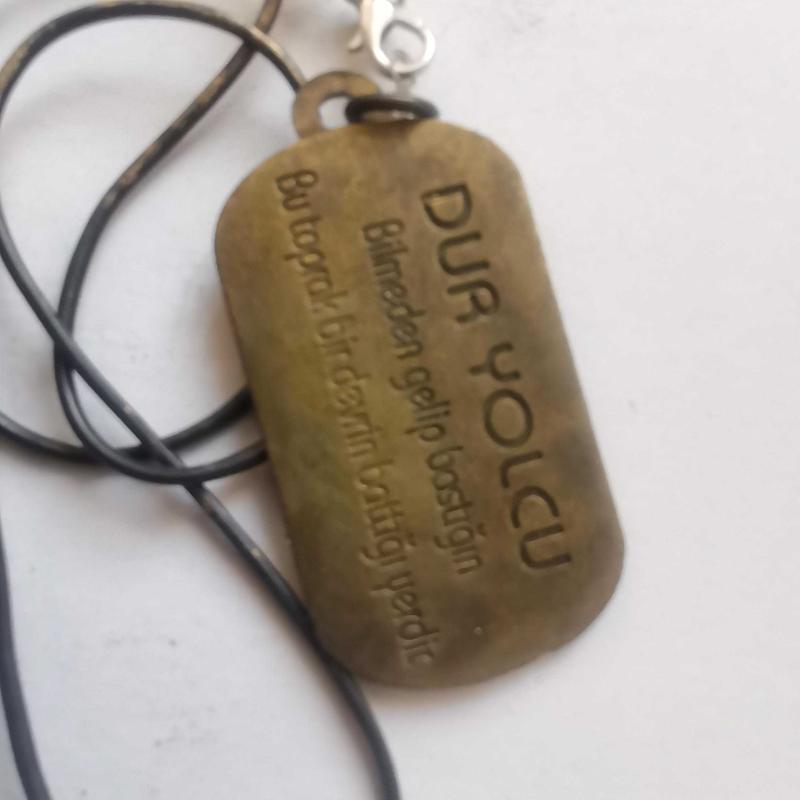 DUR YOLCU
Bilmeden gelip bastığın
Bu toprak bir devrin battığı yerdir